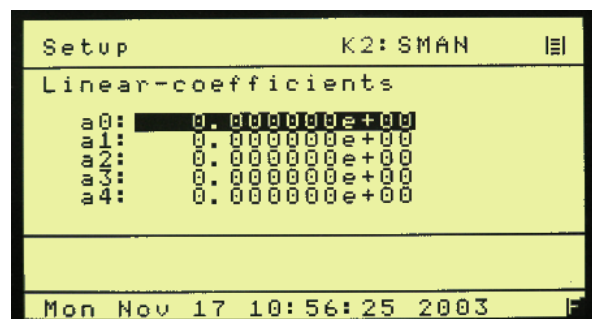 Setup K2:SMAN
Linear-coefficients
a0: 0.000000e+00
a1: 0.000000e+00
a2: 0.000000e+00
a3: 0.000000e+00
a4: 0.000000e+00
Mon Nov 17 10:56:25 2003 F